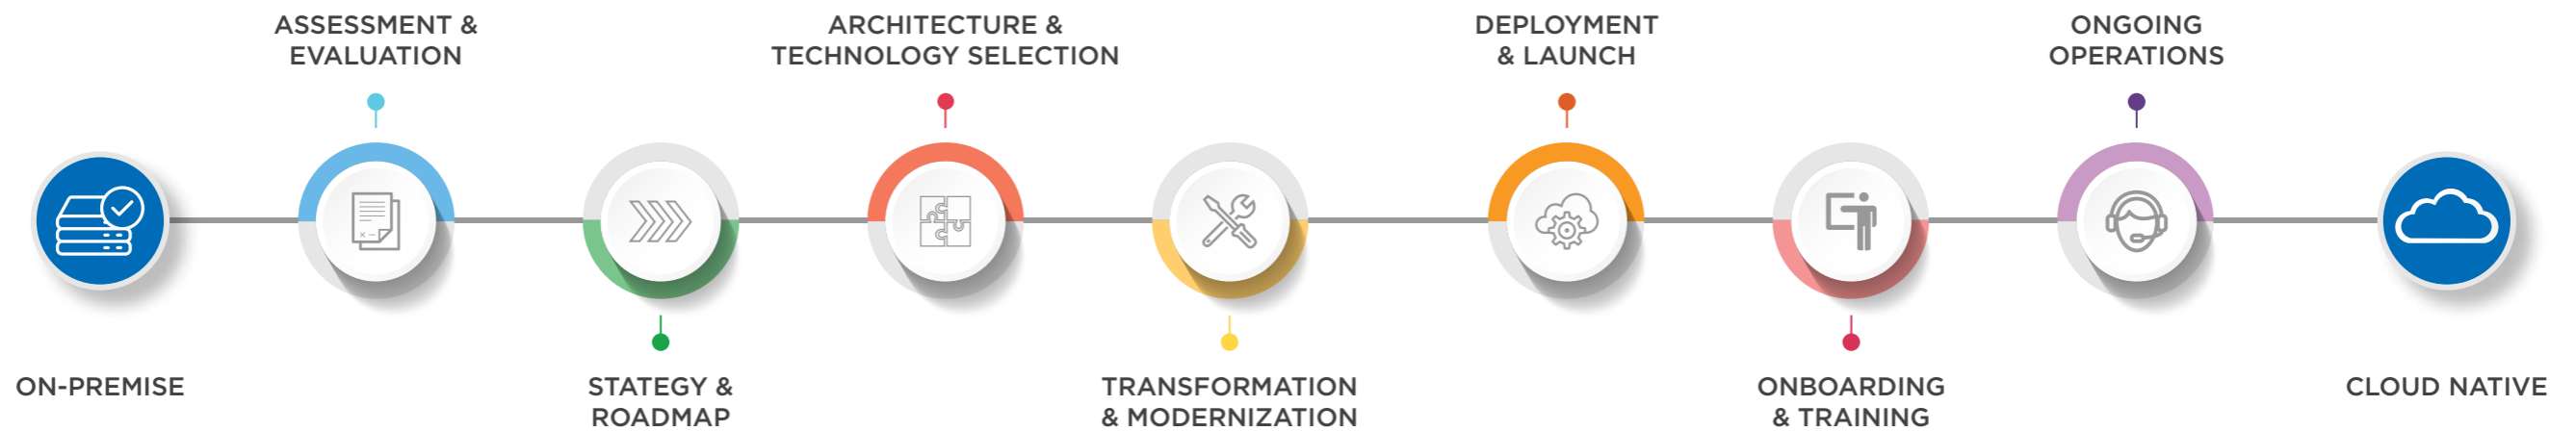 ON-PREMISE
ASSESSMENT &
EVALUATION
STATEGY &
ROADMAP
ARCHITECTURE &
TECHNOLOGY SELECTION
TRANSFORMATION
& MODERNIZATION
DEPLOYMENT
& LAUNCH
ONBOARDING
& TRAINING
ONGOING
OPERATIONS
CLOUD NATIVE